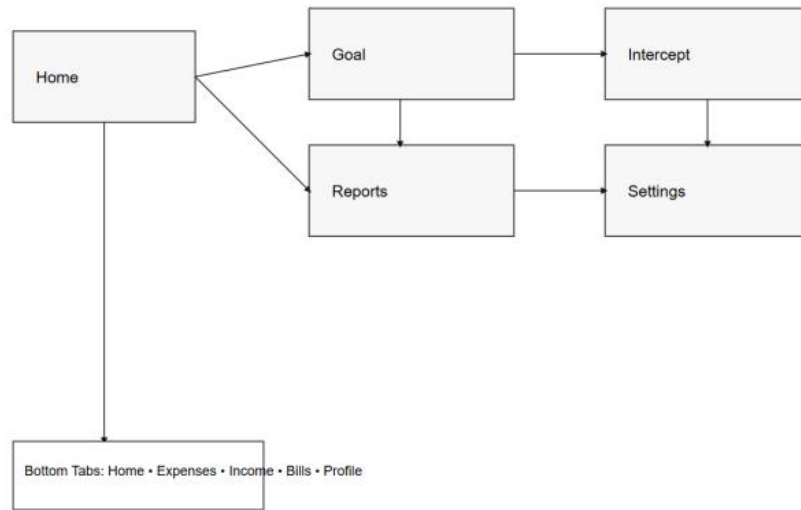 Home
Goal
Intercept
Reports
Settings
Bottom Tabs: Home • Expenses • Income • Bills • Profile